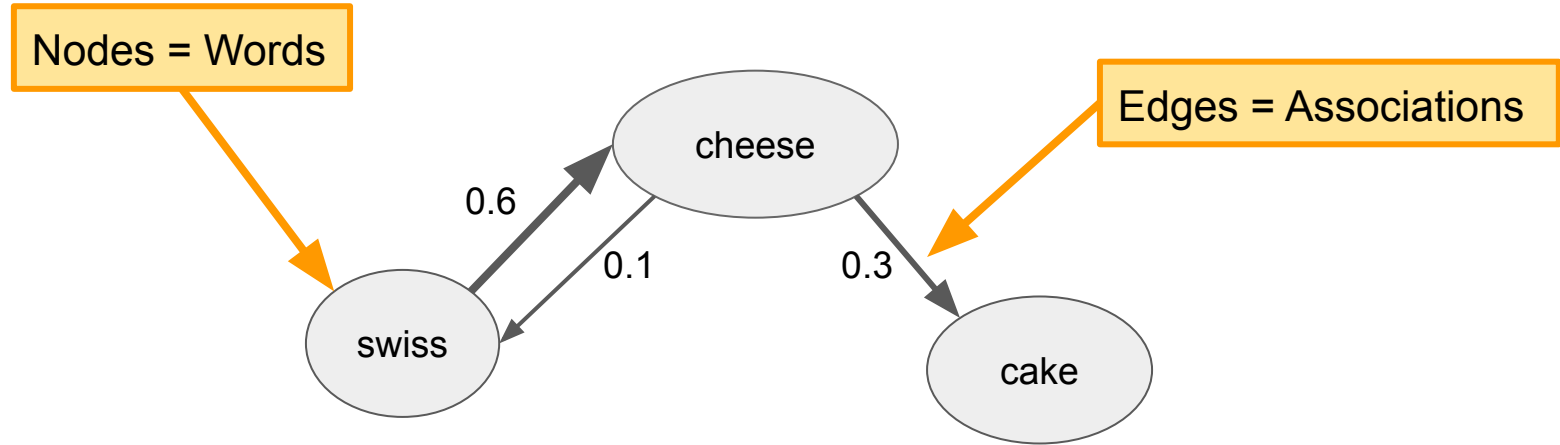 Nodes = Words
cheese
Edges = Associations
0.6
0.1
0.3
swiss
cake